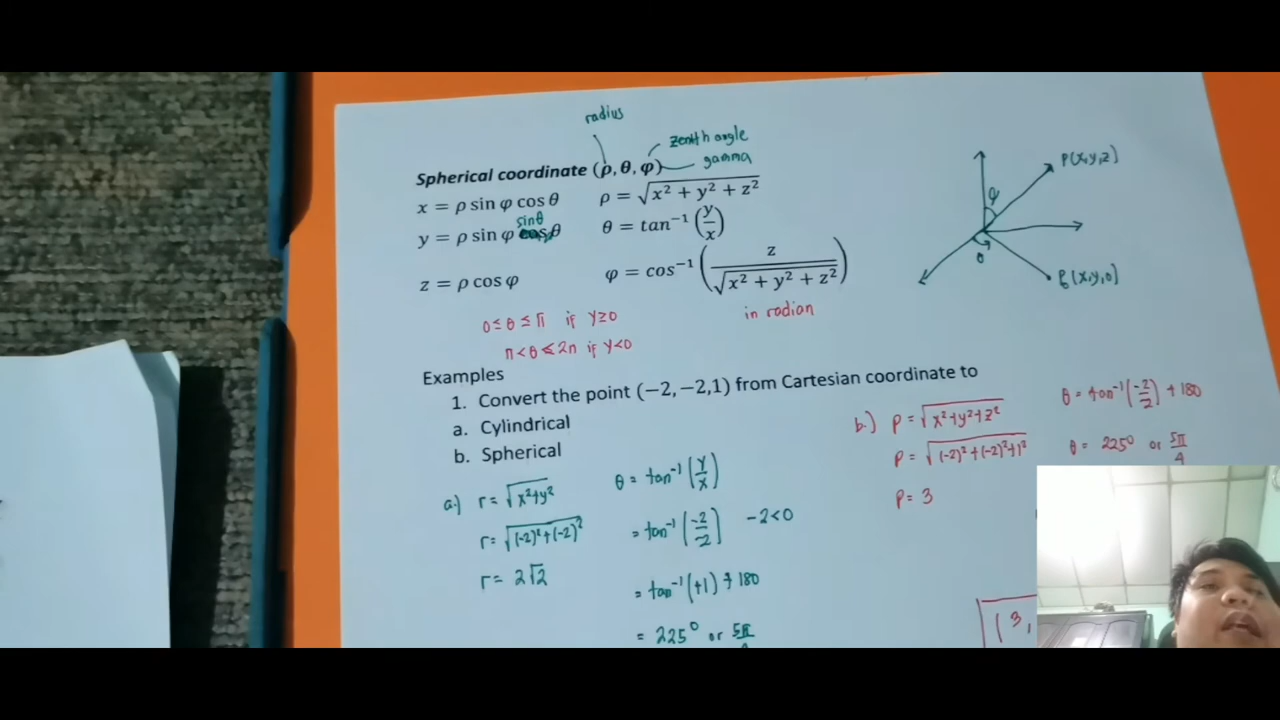 radius
zenith angle
gamma
Spherical coordinate (ρ, θ, φ)
x = ρ sin φ cos θ
ρ = √x² + y² + z²
sinθ
y = ρ sin φ cosθ
θ = tan⁻¹ (y/x)
z = ρ cos φ
φ = cos⁻¹ (z/√x² + y² + z²)
in radian
0 ≤ θ ≤ π if y≥0
π < θ ≤ 2π if y<0
φ
P(x,y,z)
θ
(x,y,0)
Examples
1. Convert the point (−2, −2,1) from Cartesian coordinate to
a. Cylindrical
b. Spherical
a.) r = √x²+y²
r = √(-2)²+(-2)²
r = 2√2
θ = tan⁻¹ (y/x)
= tan⁻¹ (-2/2) -2<0
= tan⁻¹ (+1) + 180
= 225° or 5π/4
b.) ρ = √x²+y²+z²
ρ = √(-2)²+(-2)²+1²
ρ = 3
θ = tan⁻¹ (-2/2) + 180
θ = 225° or 5π/4
(3,